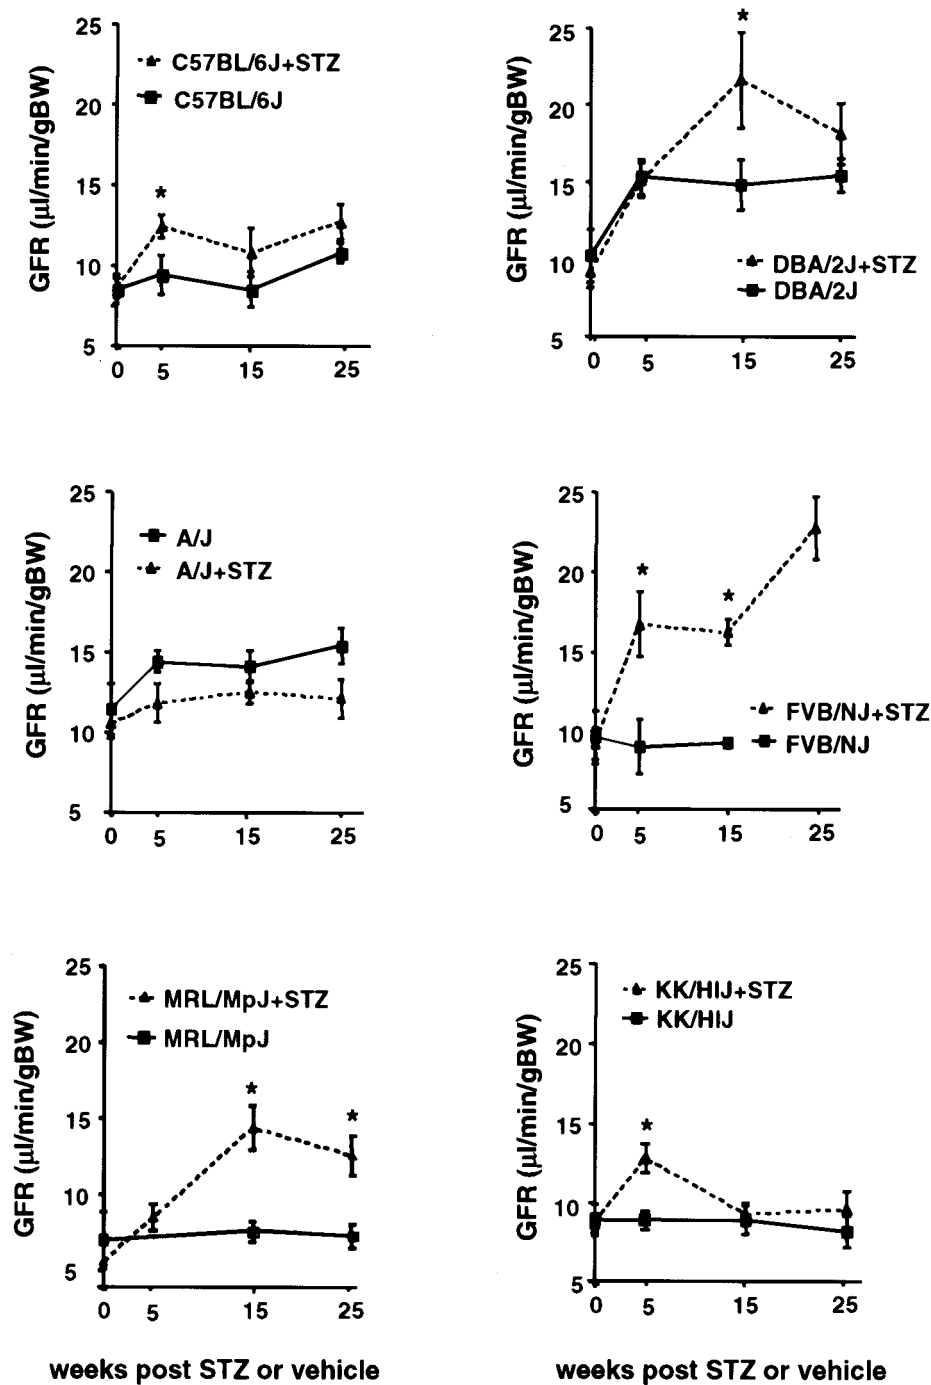 25
20
15
10
5
GFR (μl/min/gBW)
C57BL/6J+STZ
C57BL/6J
*
0 5 15 25
25
20
15
10
5
GFR (μl/min/gBW)
*
DBA/2J+STZ
DBA/2J
0 5 15 25
25
20
15
10
5
GFR (μl/min/gBW)
A/J
A/J+STZ
0 5 15 25
25
20
15
10
5
GFR (μl/min/gBW)
* *
FVB/NJ+STZ
FVB/NJ
0 5 15 25
25
20
15
10
5
GFR (μl/min/gBW)
MRL/MpJ+STZ
MRL/MpJ
* *
0 5 15 25
weeks post STZ or vehicle
25
20
15
10
5
GFR (μl/min/gBW)
KK/HIJ+STZ
KK/HIJ
*
0 5 15 25
weeks post STZ or vehicle